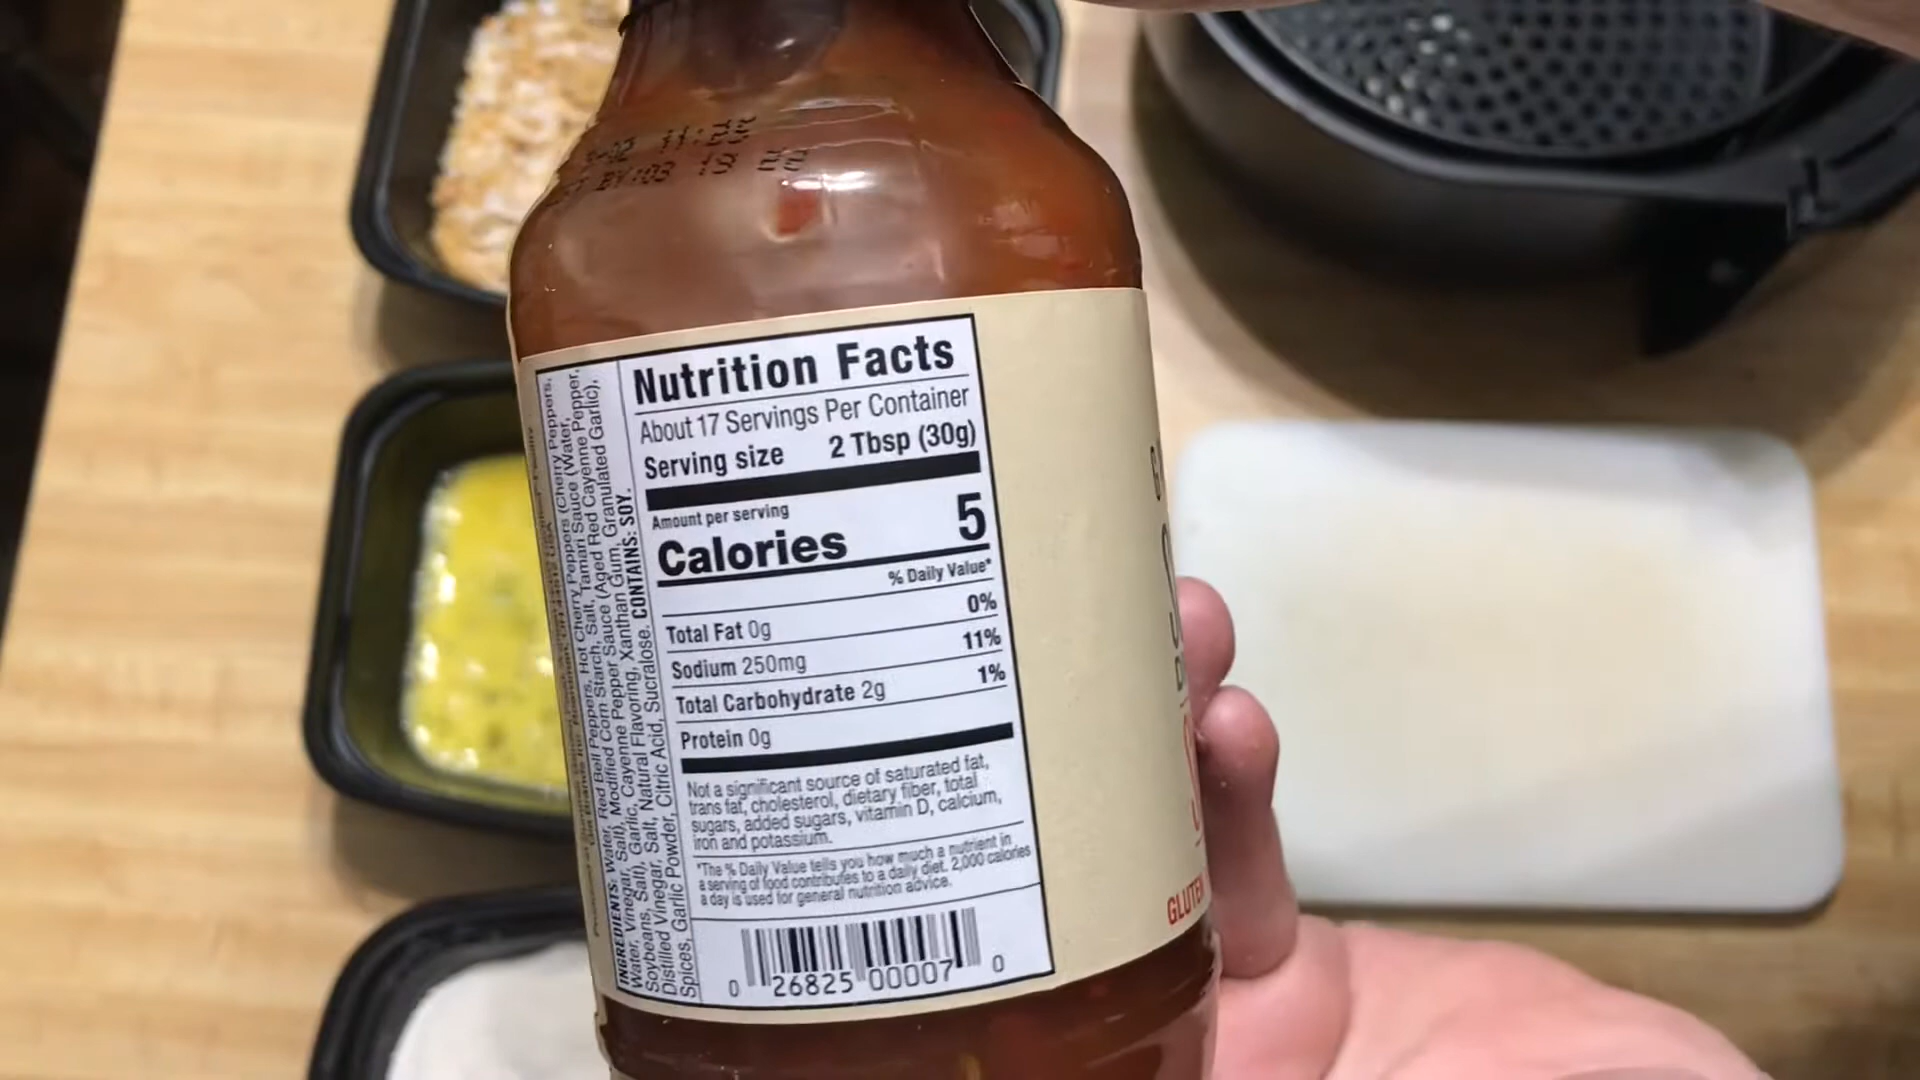 BY:03 19 22
Nutrition Facts
About 17 Servings Per Container
Serving size 2 Tbsp (30g)
Amount per serving
Calories 5
% Daily Value*
Total Fat 0g 0%
Sodium 250mg 11%
Total Carbohydrate 2g 1%
Protein 0g
Not a significant source of saturated fat,
trans fat, cholesterol, dietary fiber, total
sugars, added sugars, vitamin D, calcium,
iron and potassium.
*The % Daily Value tells you how much a nutrient in
a serving of food contributes to a daily diet. 2,000 calories
a day is used for general nutrition advice.
0 26825 00007 0
INGREDIENTS: Water, Red Bell Peppers, Hot Cherry Peppers (Cherry Peppers,
Water, Vinegar, Salt), Modified Corn Starch, Salt, Tamari Sauce (Water,
Soybeans, Salt), Garlic, Cayenne Pepper Sauce (Aged Red Cayenne Pepper,
Distilled Vinegar, Salt, Natural Flavoring, Xanthan Gum, Granulated Garlic),
Spices, Garlic Powder, Citric Acid, Sucralose. CONTAINS: SOY.
GLUTEN